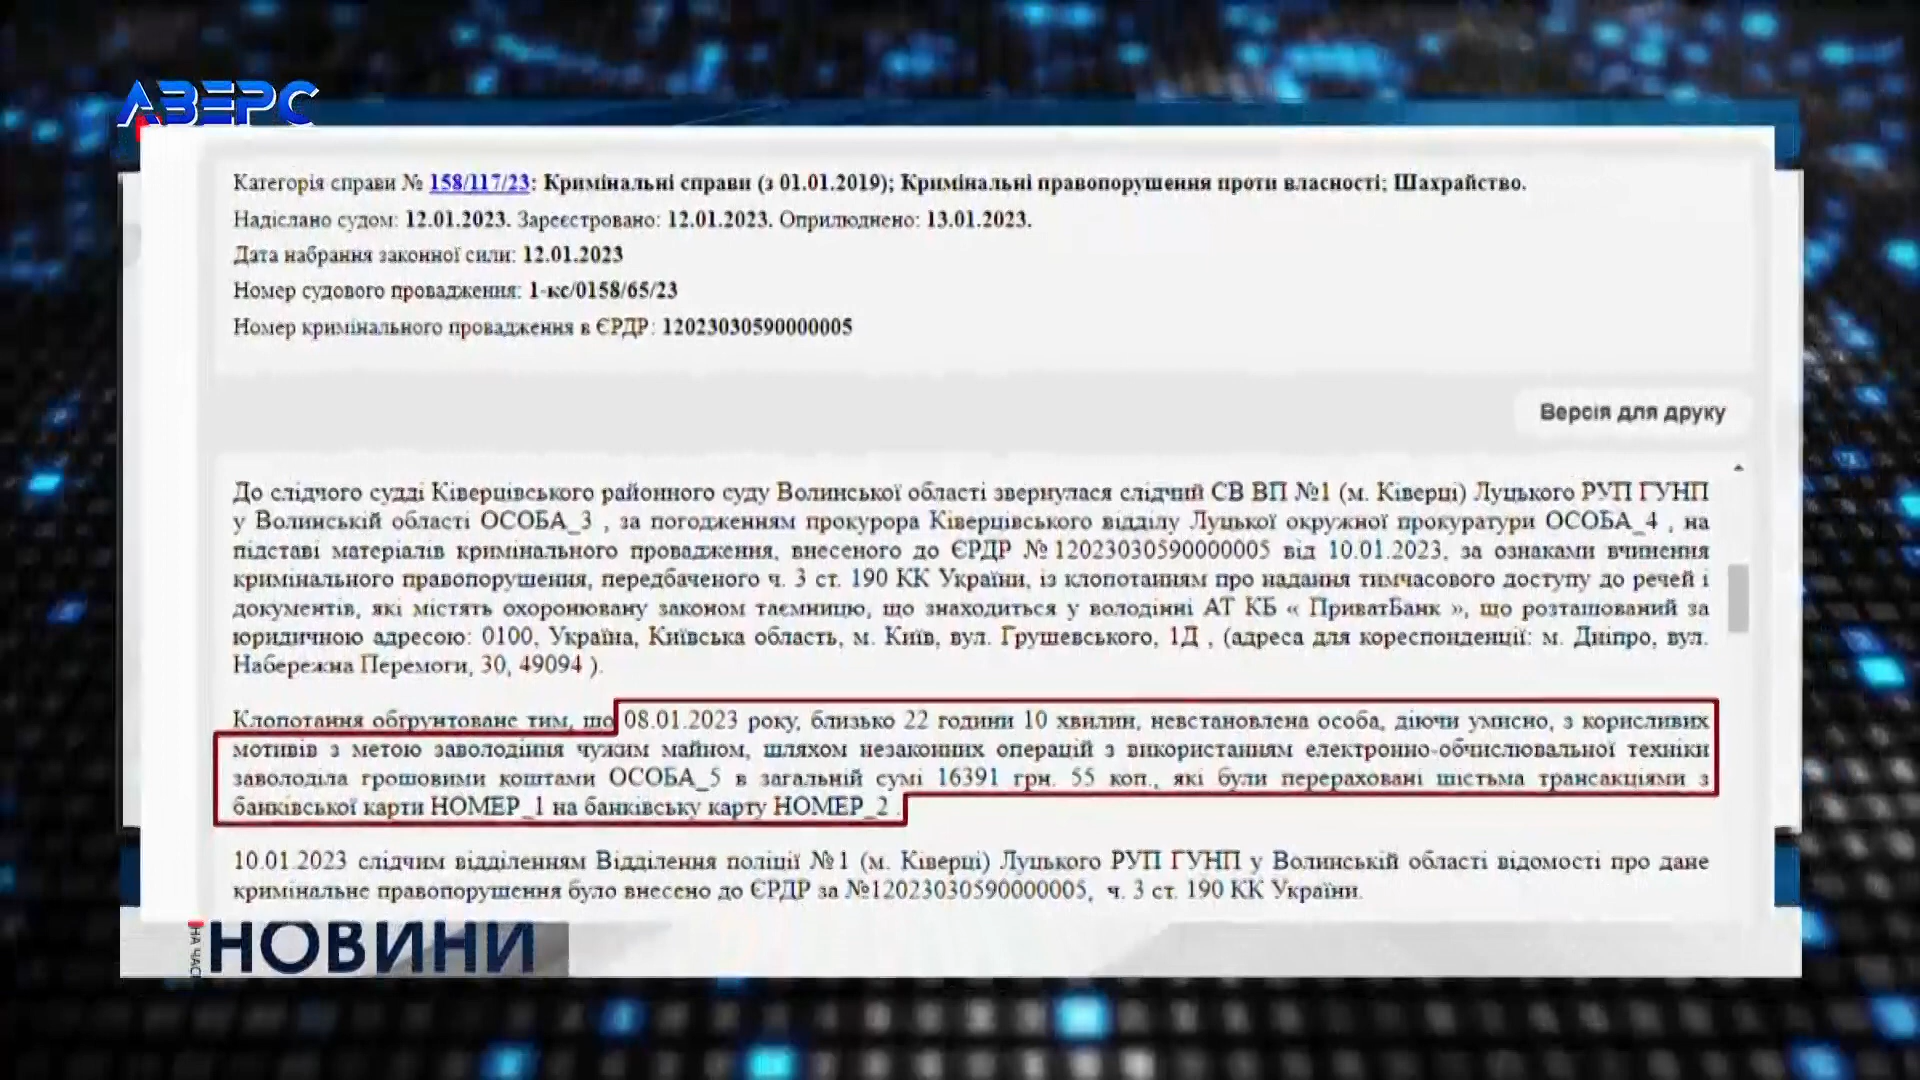 АВЕРС
Категорія справи № 158/117/23: Кримінальні справи (з 01.01.2019); Кримінальні правопорушення проти власності; Шахрайство.
Надіслано судом: 12.01.2023. Зареєстровано: 12.01.2023. Оприлюднено: 13.01.2023.
Дата набрання законної сили: 12.01.2023
Номер судового провадження: 1-кс/0158/65/23
Номер кримінального провадження в ЄРДР: 12023030590000005
Версія для друку
До слідчого судді Ківерцівського районного суду Волинської області звернулася слідчий СВ ВП №1 (м. Ківерці) Луцького РУП ГУНП
у Волинській області ОСОБА_3 , за погодженням прокурора Ківерцівського відділу Луцької окружної прокуратури ОСОБА_4 , на
підставі матеріалів кримінального провадження, внесеного до ЄРДР №12023030590000005 від 10.01.2023, за ознаками вчинення
кримінального правопорушення, передбаченого ч. 3 ст. 190 КК України, із клопотанням про надання тимчасового доступу до речей і
документів, які містять охоронювану законом таємницю, що знаходиться у володінні АТ КБ « ПриватБанк », що розташований за
юридичною адресою: 0100, Україна, Київська область, м. Київ, вул. Грушевського, 1Д , (адреса для кореспонденції: м. Дніпро, вул.
Набережна Перемоги, 30, 49094 ).
Клопотання обґрунтоване тим, що 08.01.2023 року, близько 22 години 10 хвилин, невстановлена особа, діючи умисно, з корисливих
мотивів з метою заволодіння чужим майном, шляхом незаконних операцій з використанням електронно-обчислювальної техніки
заволоділа грошовими коштами ОСОБА_5 в загальній сумі 16391 грн. 55 коп., які були перераховані шістьма трансакціями з
банківської карти НОМЕР_1 на банківську карту НОМЕР_2 .
10.01.2023 слідчим відділенням Відділення поліції №1 (м. Ківерці) Луцького РУП ГУНП у Волинській області відомості про дане
кримінальне правопорушення було внесено до ЄРДР за №12023030590000005, ч. 3 ст. 190 КК України.
НА ЧАСІ
НОВИНИ